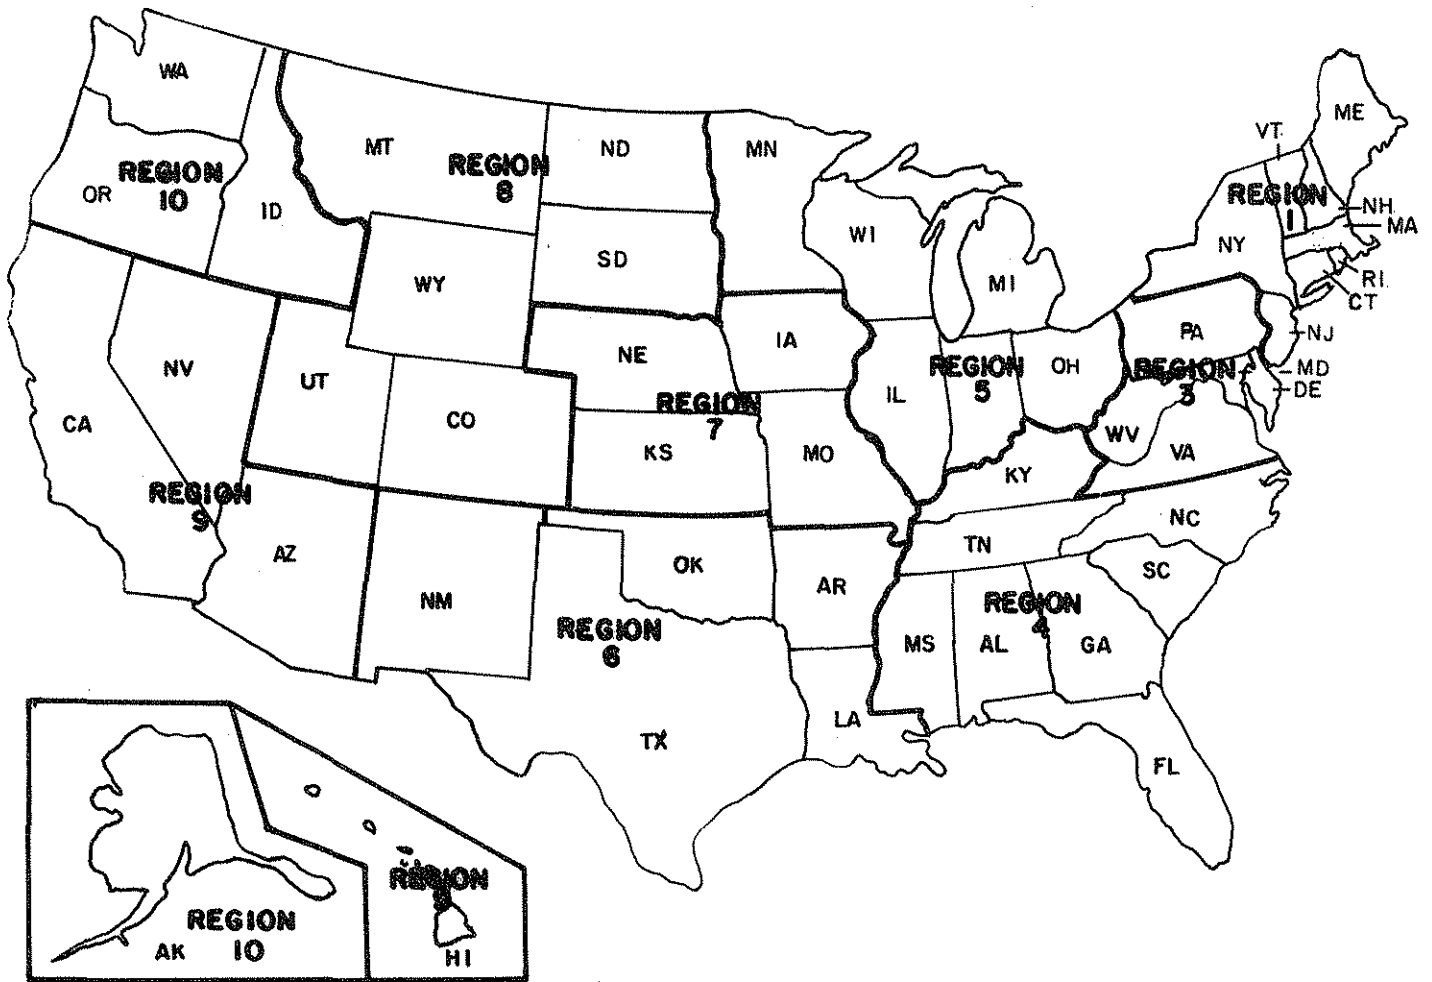 WA
ME
VT
MT
ND
MN
REGION
10
REGION
8
REGION
1
OR
ID
NH
MA
WI
NY
SD
WY
MI
RI
CT
NE
IA
PA
NJ
NV
UT
REGION
5
OH
REGION
3
MD
DE
IL
REGION
7
CA
CO
KS
MO
WV
VA
KY
REGION
9
NC
AZ
TN
OK
SC
NM
AR
REGION
4
REGION
6
MS
AL
GA
LA
TX
FL
REGION
HI
REGION
10
AK